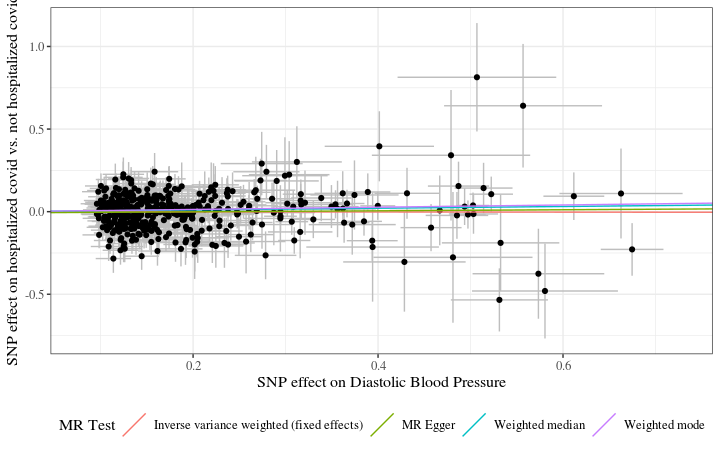 SNP effect on hospitalized covid vs. not hospitalized
1.0
0.5
0.0
-0.5
0.2
0.4
0.6
SNP effect on Diastolic Blood Pressure
MR Test
Inverse variance weighted (fixed effects)
MR Egger
Weighted median
Weighted mode